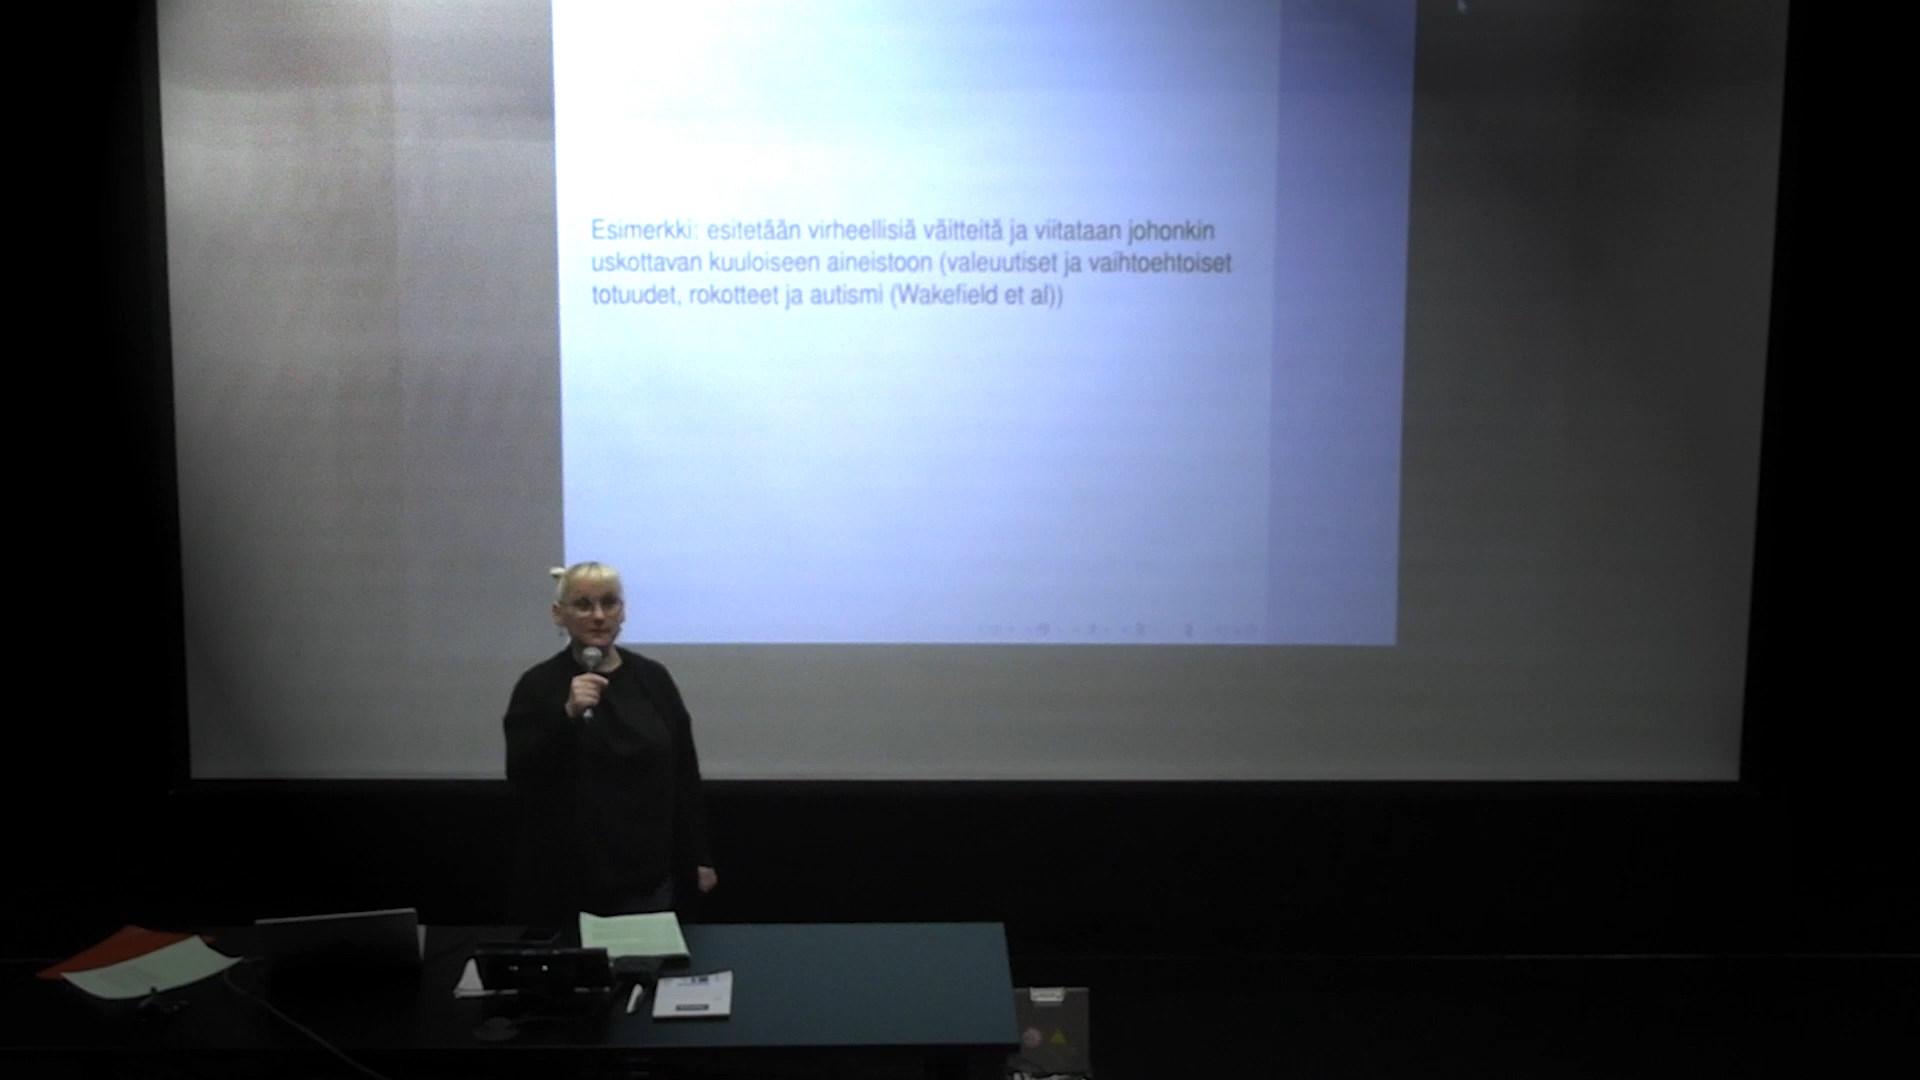 Esimerkki: esitetään virheellisiä väitteitä ja viitataan johonkin
uskottavan kuuloiseen aineistoon (valeuutiset ja vaihtoehtoiset
totuudet, rokotteet ja autismi (Wakefield et al))